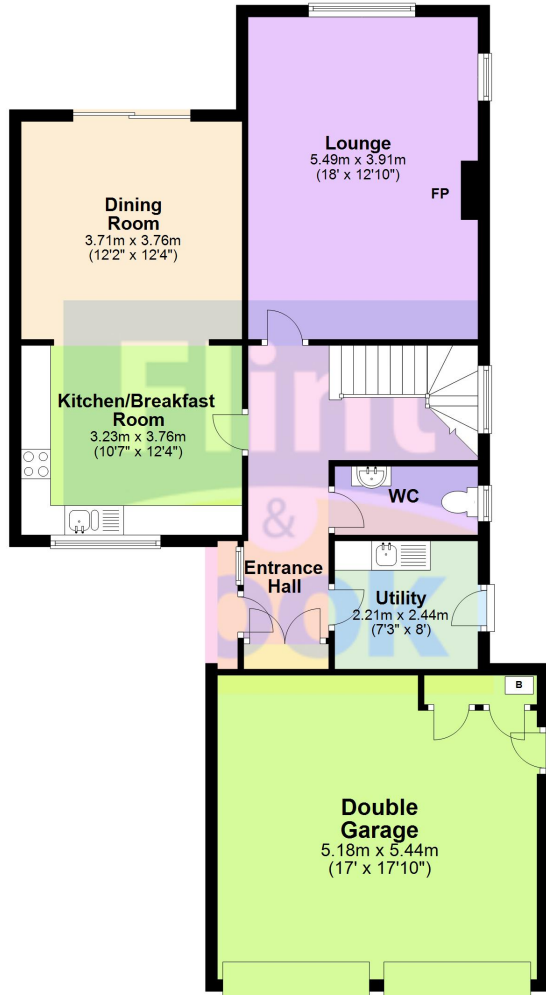 Lounge
5.49m x 3.91m
(18' x 12'10")
FP
Dining
Room
3.71m x 3.76m
(12'2" x 12'4")
Flint
Kitchen/Breakfast
Room
3.23m x 3.76m
(10'7" x 12'4")
WC
&
Entrance
Hall
Utility
2.21m x 2.44m
(7'3" x 8')
ook
B
Double
Garage
5.18m x 5.44m
(17' x 17'10")